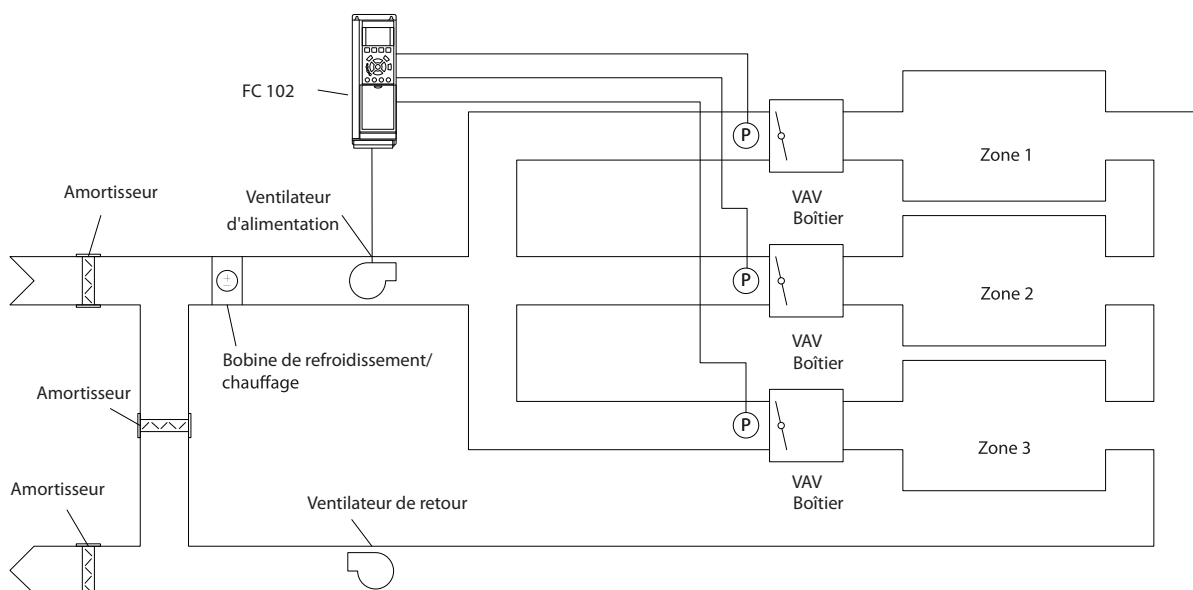 FC 102
Amortisseur
Ventilateur
d'alimentation
P
VAV
Boîtier
Zone 1
P
VAV
Boîtier
Zone 2
Bobine de refroidissement/
chauffage
Amortisseur
P
VAV
Boîtier
Zone 3
Amortisseur
Ventilateur de retour